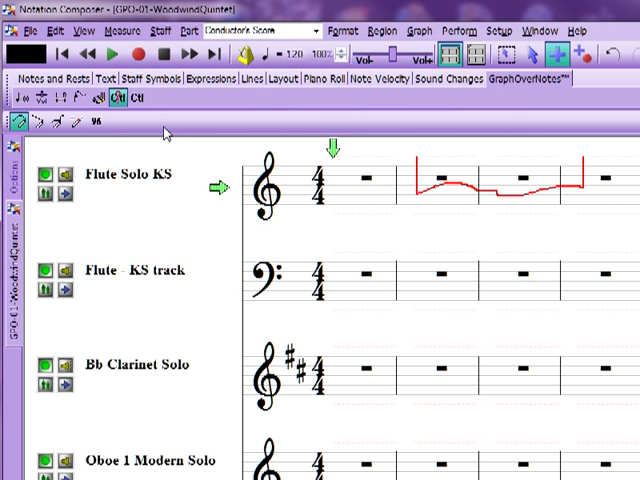 Notation Composer - [GPO-01-WoodwindQuintet]
File Edit View Measure Staff Part Conductor's Score Format Region Graph Perform Setup Window Help
= 120 100% Vol- Vol+
Notes and Rests Text Staff Symbols Expressions Lines Layout Piano Roll Note Velocity Sound Changes GraphOverNotes™
Ctl Ctl
96
Options
GPO-01-WoodwindQuintet
Flute Solo KS
4
4
Flute - KS track
4
4
Bb Clarinet Solo
4
4
Oboe 1 Modern Solo
4